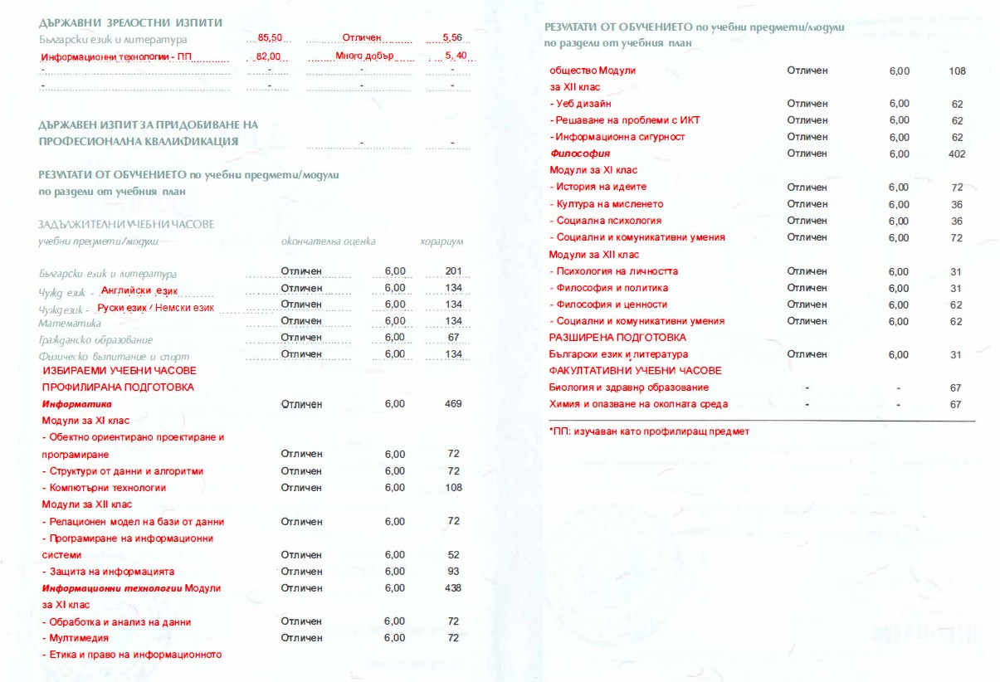 ДЪРЖАВНИ ЗРЕЛОСТНИ ИЗПИТИ
Български език и литература 85,50 Отличен 5,56
Информационни технологии - ПП 82,00 Много добър 5, 40
- - - -
- - - -
ДЪРЖАВЕН ИЗПИТ ЗА ПРИДОБИВАНЕ НА
ПРОФЕСИОНАЛНА КВАЛИФИКАЦИЯ - -
РЕЗУЛТАТИ ОТ ОБУЧЕНИЕТО по учебни предмети/модули
по раздели от учебния план
ЗАДЪЛЖИТЕЛНИ УЧЕБНИ ЧАСОВЕ
учебни предмети/модули окончателна оценка хорариум
Български език и литература Отличен 6,00 201
Чужд език - Английски език Отличен 6,00 134
Чужд език - Руски език / Немски език Отличен 6,00 134
Математика Отличен 6,00 134
Гражданско образование Отличен 6,00 67
Физическо възпитание и спорт Отличен 6,00 134
ИЗБИРАЕМИ УЧЕБНИ ЧАСОВЕ
ПРОФИЛИРАНА ПОДГОТОВКА
Информатика Отличен 6,00 469
Модули за XI клас
- Обектно ориентирано проектиране и
програмиране Отличен 6,00 72
- Структури от данни и алгоритми Отличен 6,00 72
- Компютърни технологии Отличен 6,00 108
Модули за XII клас
- Релационен модел на бази от данни Отличен 6,00 72
- Програмиране на информационни
системи Отличен 6,00 52
- Защита на информацията Отличен 6,00 93
Информационни технологии Модули Отличен 6,00 438
за XI клас
- Обработка и анализ на данни Отличен 6,00 72
- Мултимедия Отличен 6,00 72
- Етика и право на информационното
РЕЗУЛТАТИ ОТ ОБУЧЕНИЕТО по учебни предмети/модули
по раздели от учебния план
общество Модули Отличен 6,00 108
за XII клас
- Уеб дизайн Отличен 6,00 62
- Решаване на проблеми с ИКТ Отличен 6,00 62
- Информационна сигурност Отличен 6,00 62
Философия Отличен 6,00 402
Модули за XI клас
- История на идеите Отличен 6,00 72
- Култура на мисленето Отличен 6,00 36
- Социална психология Отличен 6,00 36
- Социални и комуникативни умения Отличен 6,00 72
Модули за XII клас
- Психология на личността Отличен 6,00 31
- Философия и политика Отличен 6,00 31
- Философия и ценности Отличен 6,00 62
- Социални и комуникативни умения Отличен 6,00 62
РАЗШИРЕНА ПОДГОТОВКА
Български език и литература Отличен 6,00 31
ФАКУЛТАТИВНИ УЧЕБНИ ЧАСОВЕ
Биология и здравно образование - - 67
Химия и опазване на околната среда - - 67
*ПП: изучаван като профилиращ предмет